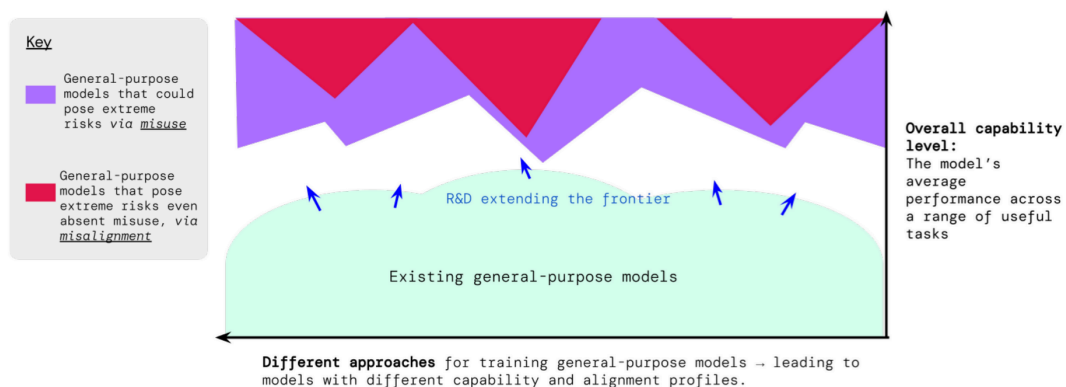 Key
General-purpose
models that could
pose extreme
risks via misuse
General-purpose
models that pose
extreme risks even
absent misuse, via
misalignment
R&D extending the frontier
Existing general-purpose models
Overall capability
level:
The model's
average
performance across
a range of useful
tasks
Different approaches for training general-purpose models → leading to
models with different capability and alignment profiles.